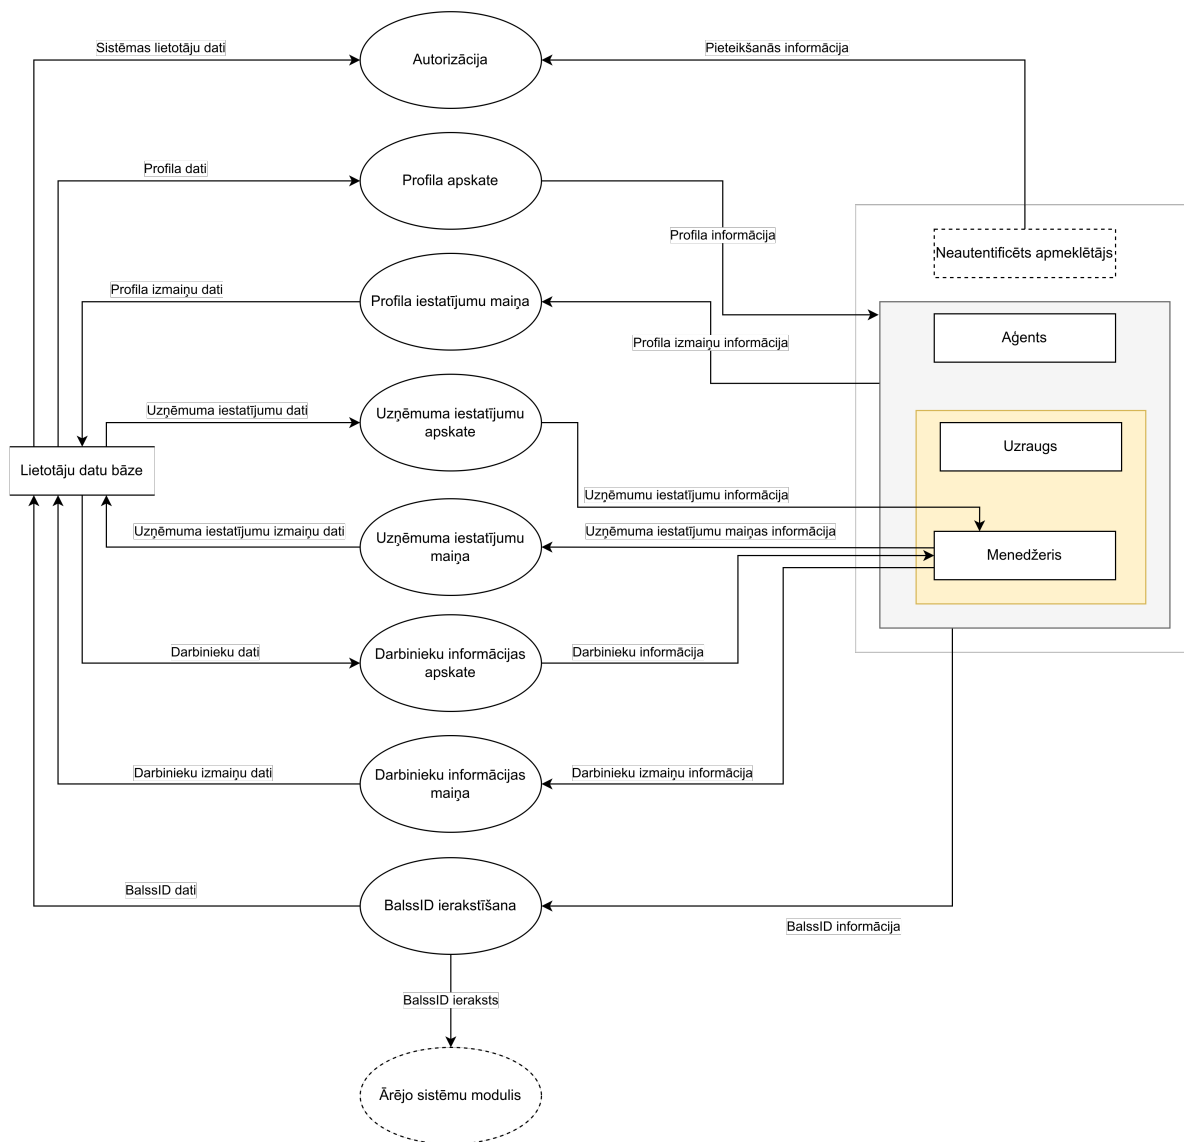 Sistēmas lietotāju dati
Pieteikšanās informācija
Autorizācija
Profila dati
Profila apskate
Profila informācija
Neautentificēts apmeklētājs
Profila izmaiņu dati
Profila iestatījumu maiņa
Profila izmaiņu informācija
Aģents
Uzņēmuma iestatījumu dati
Uzņēmuma iestatījumu
apskate
Uzraugs
Lietotāju datu bāze
Uzņēmumu iestatījumu informācija
Uzņēmuma iestatījumu izmaiņu dati
Uzņēmuma iestatījumu
maiņa
Uzņēmuma iestatījumu maiņas informācija
Menedžeris
Darbinieku dati
Darbinieku informācijas
apskate
Darbinieku informācija
Darbinieku izmaiņu dati
Darbinieku informācijas
maiņa
Darbinieku izmaiņu informācija
BalssID dati
BalssID ierakstīšana
BalssID informācija
BalssID ieraksts
Ārējo sistēmu modulis